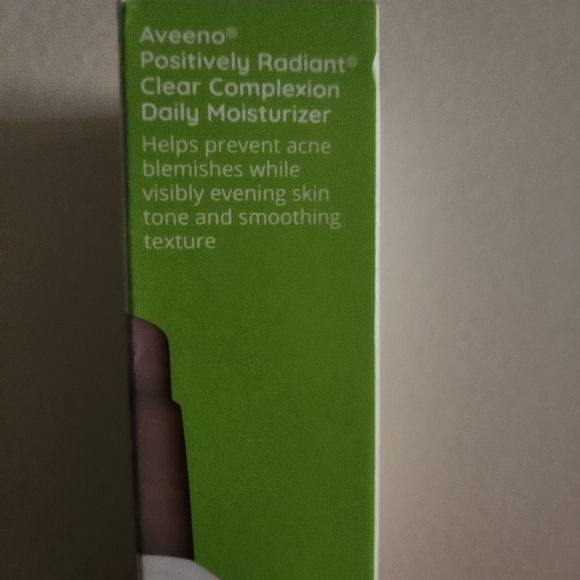 Aveeno®
Positively Radiant®
Clear Complexion
Daily Moisturizer
Helps prevent acne
blemishes while
visibly evening skin
tone and smoothing
texture